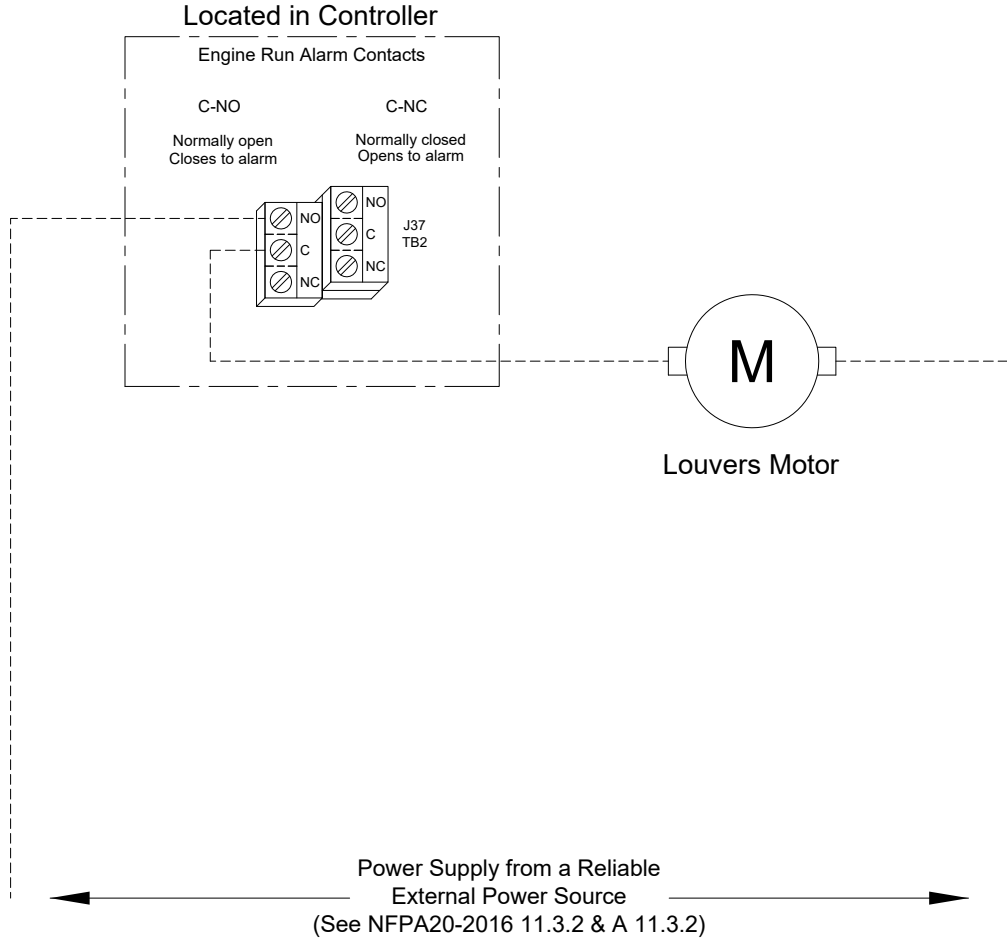 Located in Controller
Engine Run Alarm Contacts
C-NO
C-NC
Normally open
Closes to alarm
Normally closed
Opens to alarm
NO
C
NC
NO
C
NC
J37
TB2
M
Louvers Motor
Power Supply from a Reliable
External Power Source
(See NFPA20-2016 11.3.2 & A 11.3.2)